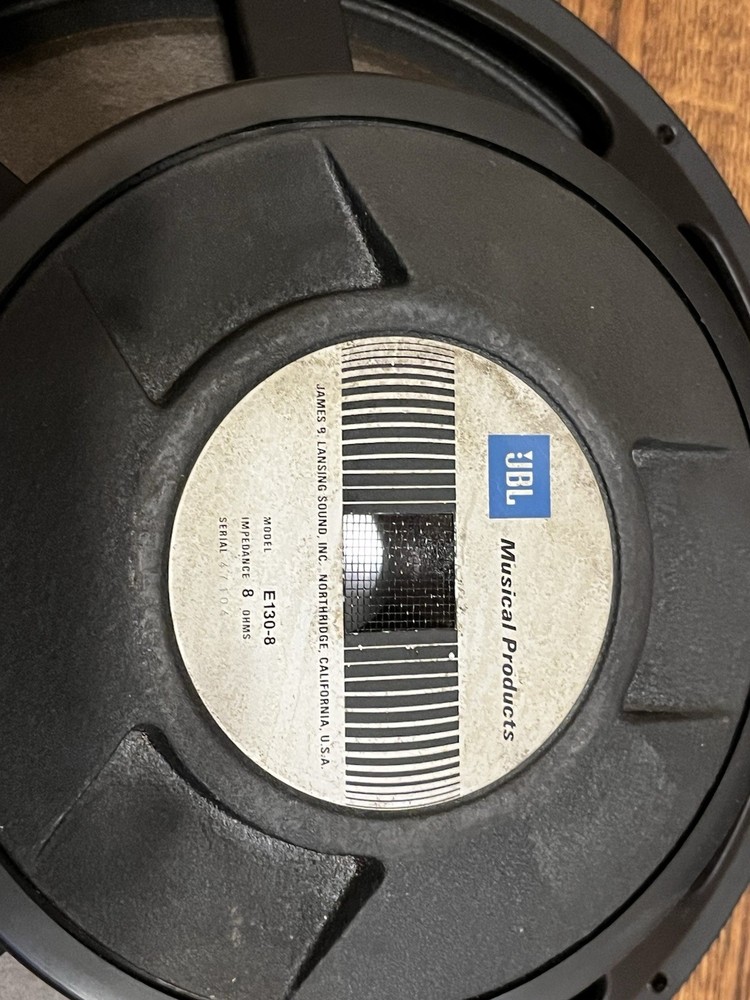 JBL
Musical Products
JAMES B. LANSING SOUND, INC. NORTHRIDGE, CALIFORNIA, U.S.A.
MODEL E130-8
IMPEDANCE 8 OHMS
SERIAL